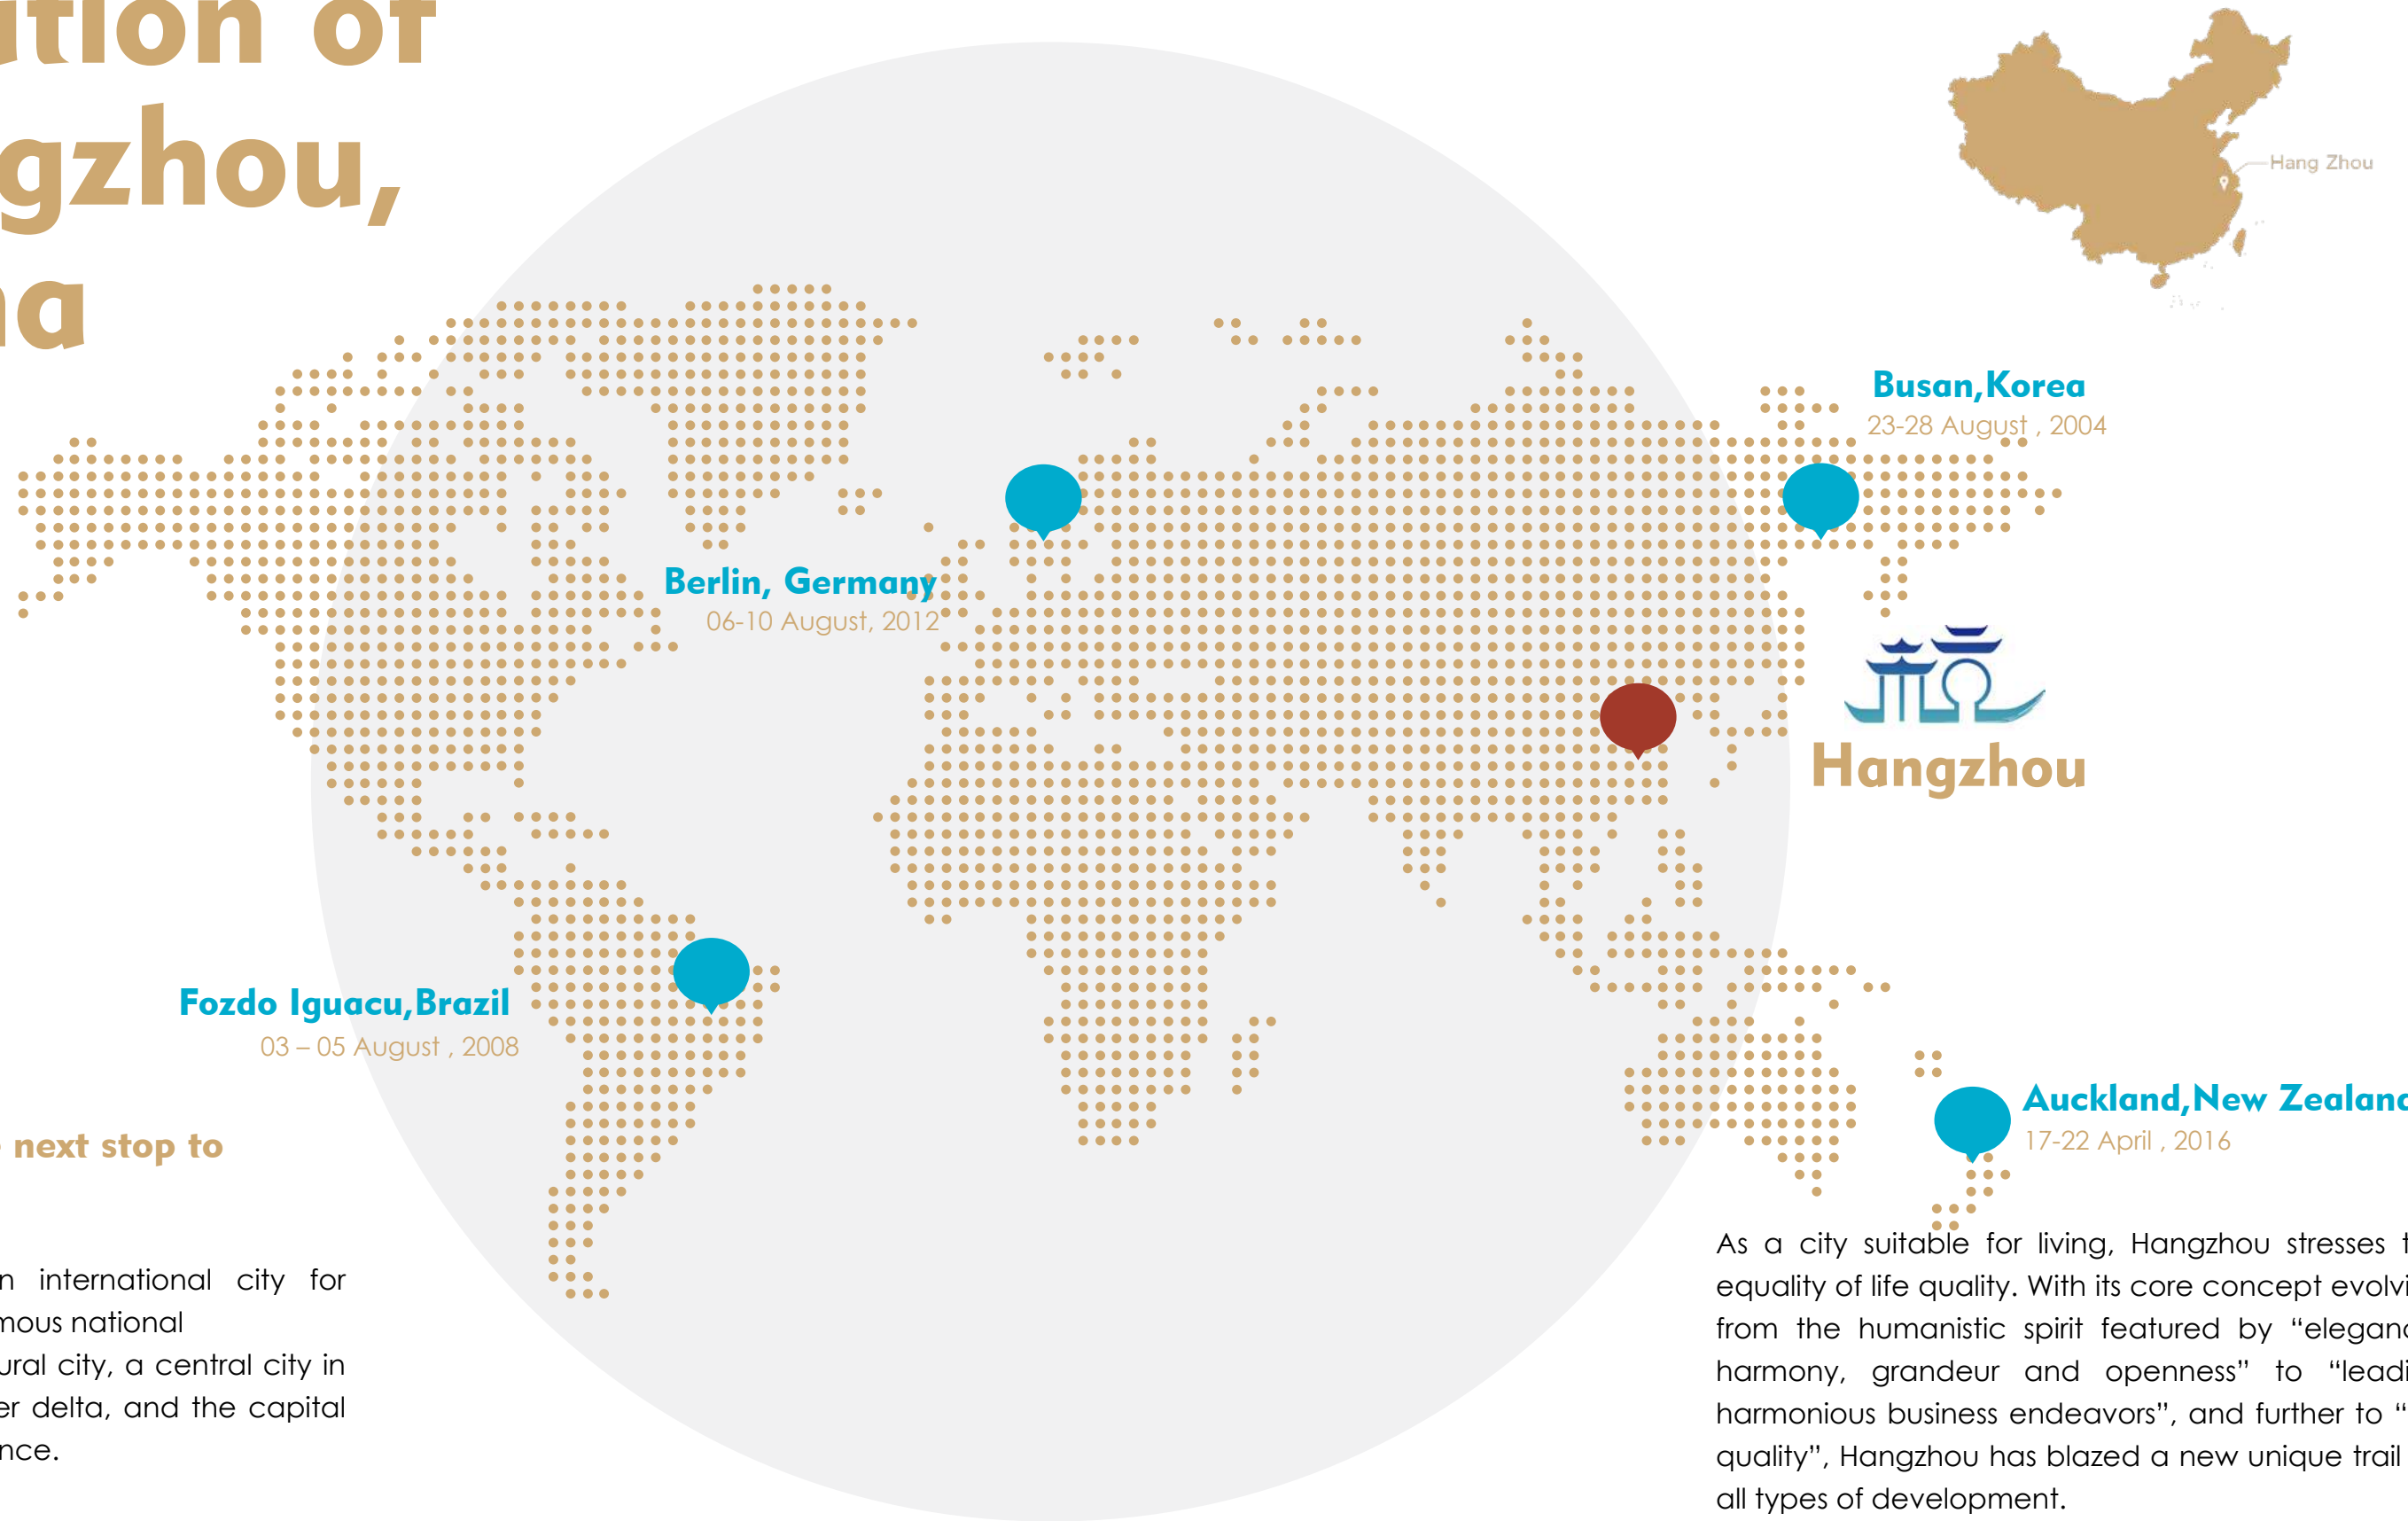 ation of
gzhou,
na
Hang Zhou
Busan,Korea
23-28 August , 2004
Berlin, Germany
06-10 August, 2012
Hangzhou
Fozdo Iguacu,Brazil
03 – 05 August , 2008
Auckland,New Zealand
17-22 April , 2016
next stop to
n international city for
mous national
ural city, a central city in
er delta, and the capital
nce.
As a city suitable for living, Hangzhou stresses t
equality of life quality. With its core concept evolvi
from the humanistic spirit featured by “eleganc
harmony, grandeur and openness” to “leadi
harmonious business endeavors”, and further to “
quality”, Hangzhou has blazed a new unique trail
all types of development.